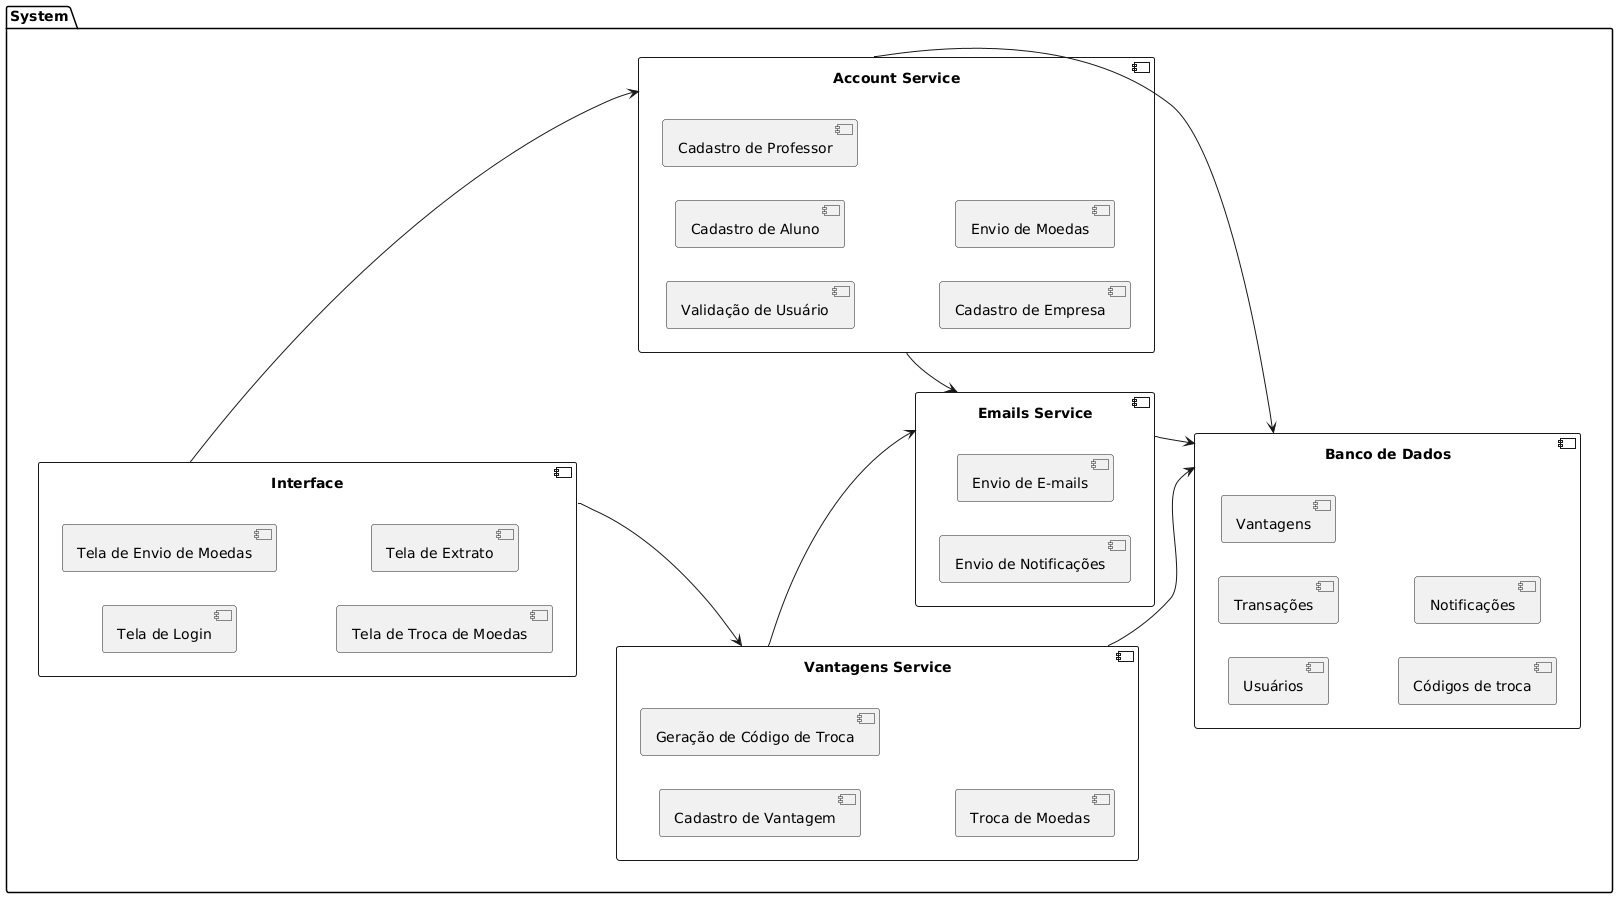 System
Account Service
Cadastro de Professor
Cadastro de Aluno
Envio de Moedas
Validação de Usuário
Cadastro de Empresa
Emails Service
Envio de E-mails
Envio de Notificações
Interface
Tela de Envio de Moedas
Tela de Extrato
Tela de Login
Tela de Troca de Moedas
Banco de Dados
Vantagens
Transações
Notificações
Usuários
Códigos de troca
Vantagens Service
Geração de Código de Troca
Cadastro de Vantagem
Troca de Moedas